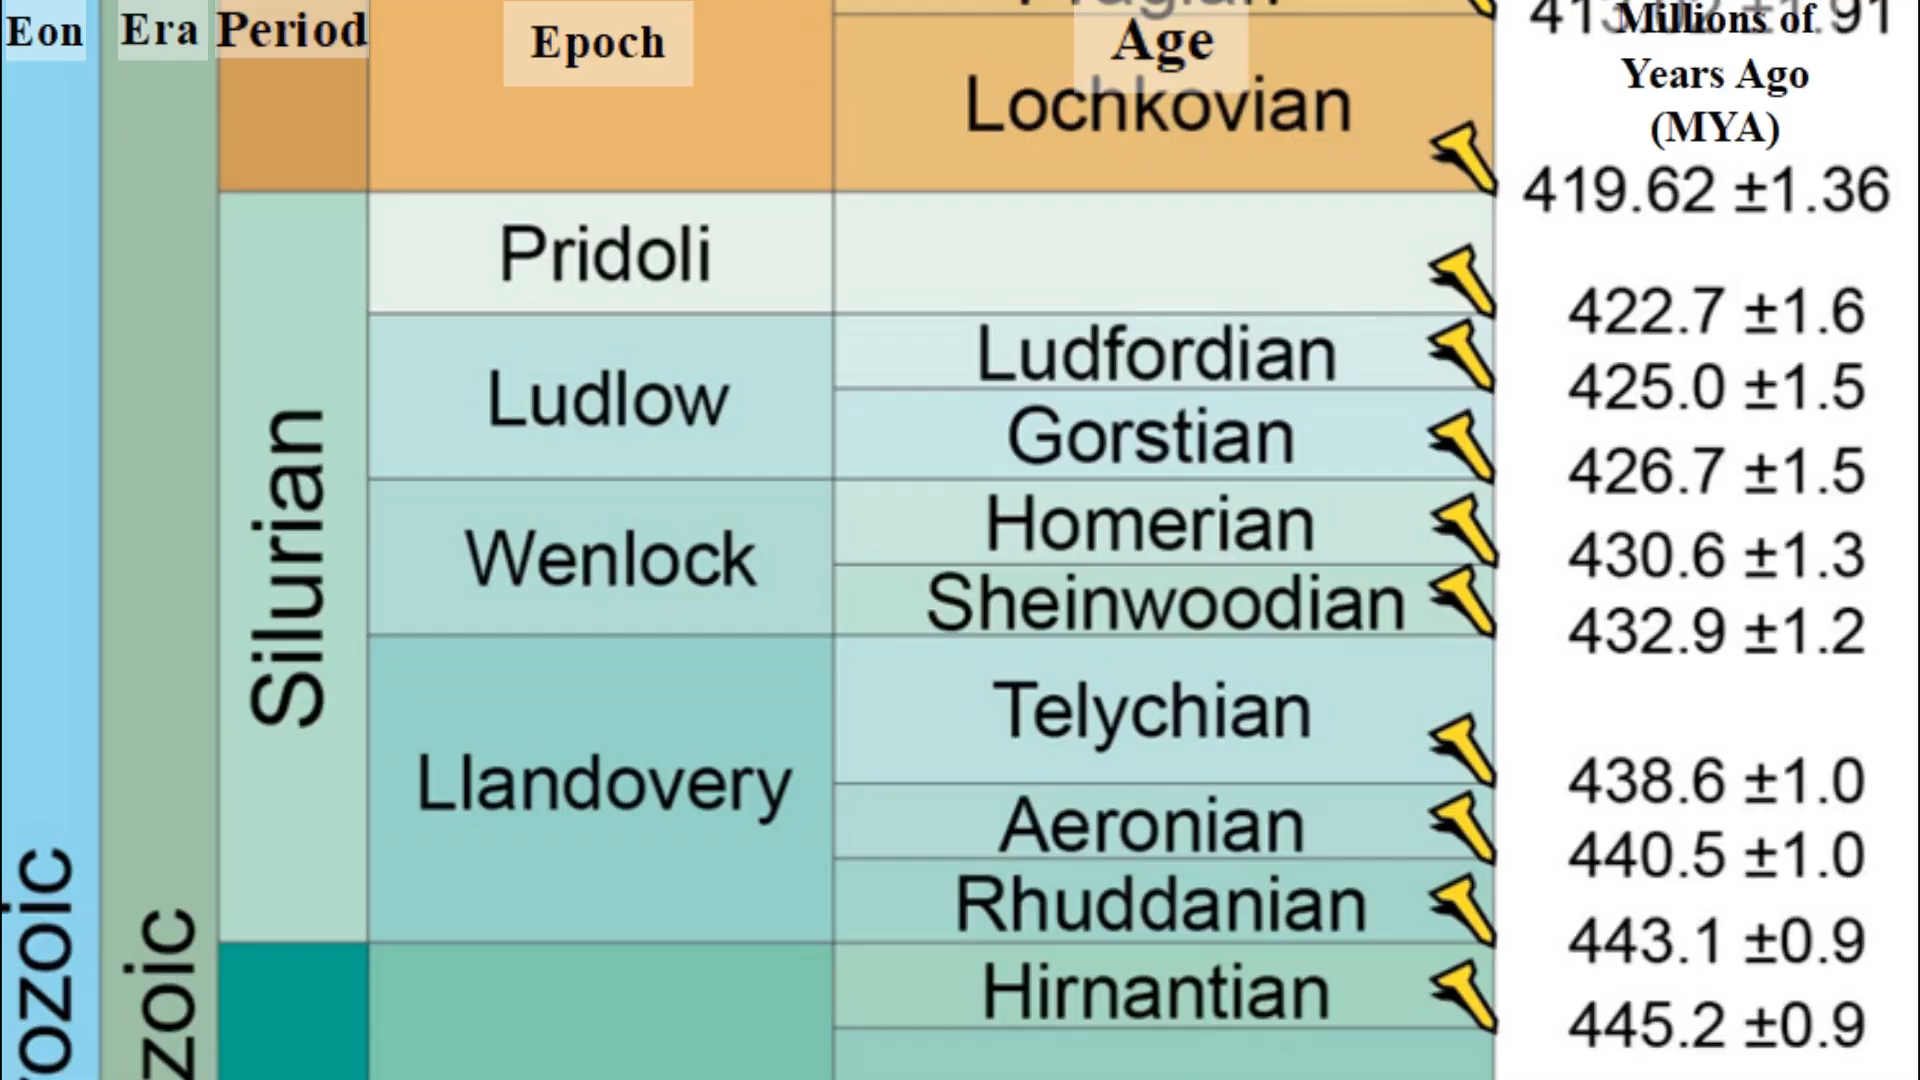 Eon Era Period Epoch Age Millions of
Years Ago
(MYA)
Lochkovian
419.62 ±1.36
Silurian
Pridoli
422.7 ±1.6
Ludlow
Ludfordian
425.0 ±1.5
Gorstian
426.7 ±1.5
Wenlock
Homerian
430.6 ±1.3
Sheinwoodian
432.9 ±1.2
Llandovery
Telychian
438.6 ±1.0
Aeronian
440.5 ±1.0
Rhuddanian
443.1 ±0.9
Hirnantian
445.2 ±0.9
ozoic
zoic